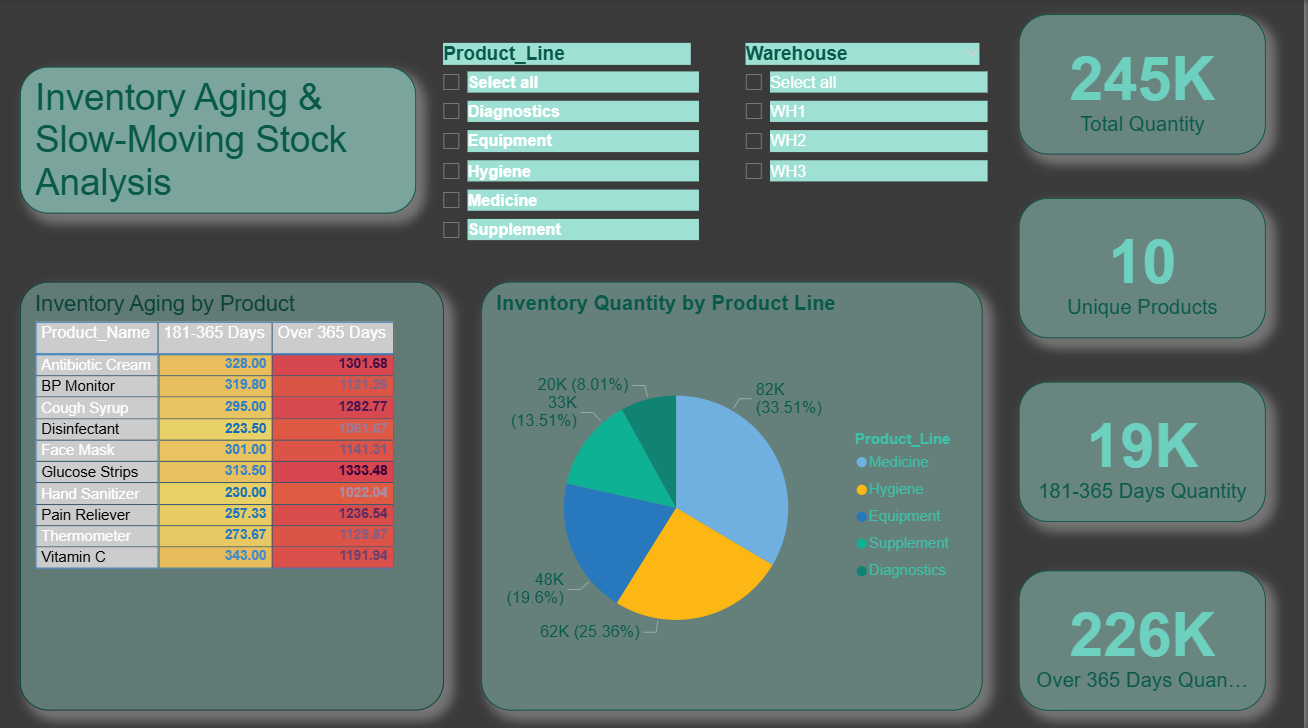 Inventory Aging &
Slow-Moving Stock
Analysis
Product_Line
Select all
Diagnostics
Equipment
Hygiene
Medicine
Supplement
Warehouse
Select all
WH1
WH2
WH3
245K
Total Quantity
10
Unique Products
19K
181-365 Days Quantity
226K
Over 365 Days Quan…
Inventory Aging by Product
Product_Name 181-365 Days Over 365 Days
Antibiotic Cream 328.00 1301.68
BP Monitor 319.80 1121.26
Cough Syrup 295.00 1282.77
Disinfectant 223.50 1061.67
Face Mask 301.00 1141.31
Glucose Strips 313.50 1333.48
Hand Sanitizer 230.00 1022.04
Pain Reliever 257.33 1236.54
Thermometer 273.67 1129.87
Vitamin C 343.00 1191.94
Inventory Quantity by Product Line
20K (8.01%)
33K
(13.51%)
82K
(33.51%)
48K
(19.6%)
62K (25.36%)
Product_Line
Medicine
Hygiene
Equipment
Supplement
Diagnostics